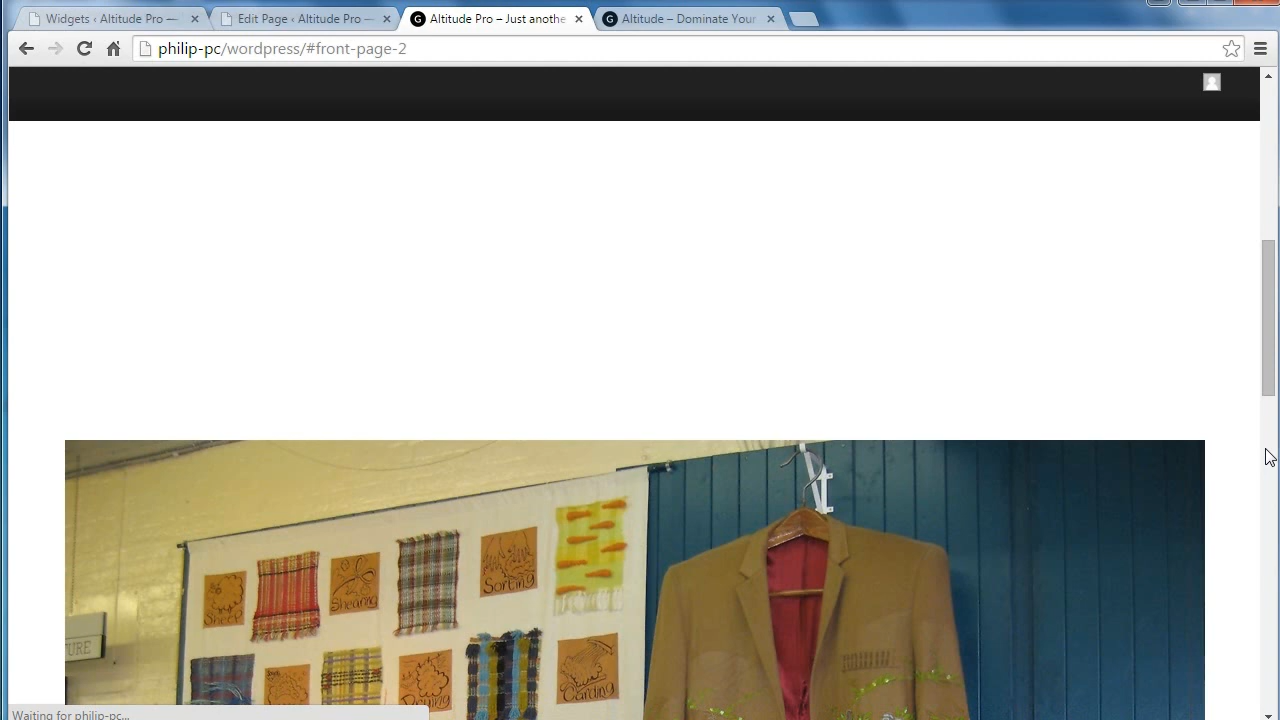 Widgets ‹ Altitude Pro —
Edit Page ‹ Altitude Pro —
Altitude Pro – Just anothe
Altitude – Dominate Your
philip-pc/wordpress/#front-page-2
Sheep
Shearing
Sorting
TURE
Carding
Waiting for philip-pc...